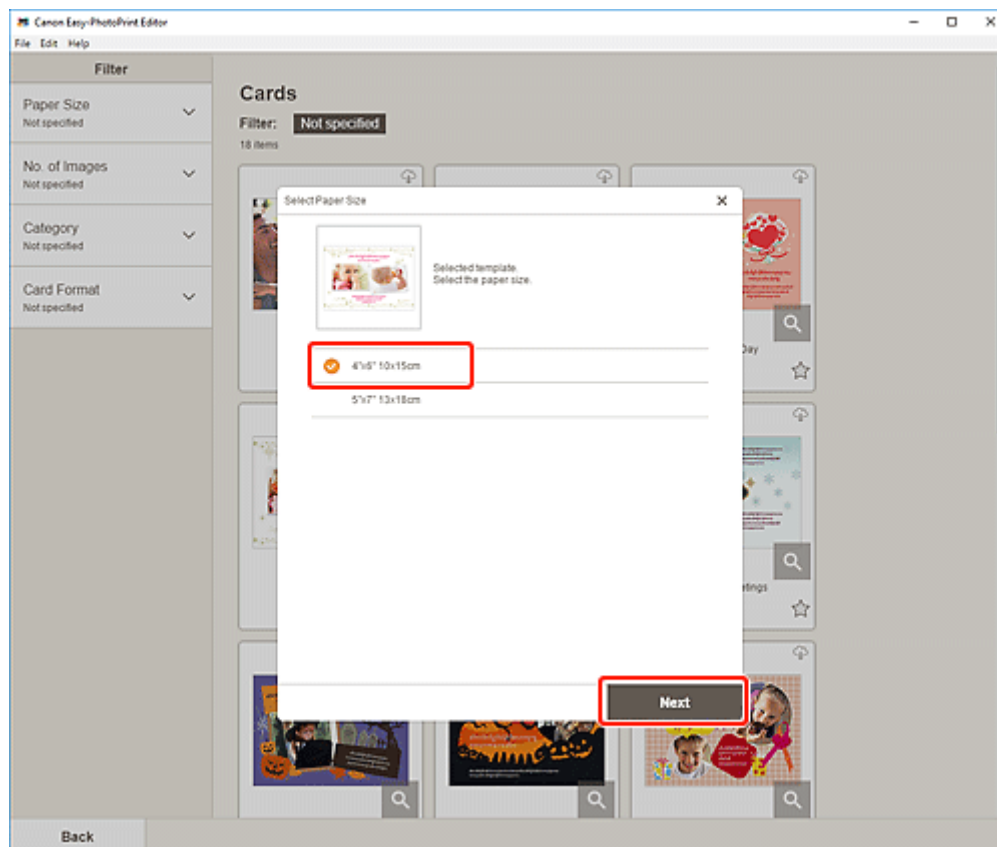 Canon Easy-PhotoPrint Editor
File Edit Help
Filter
Paper Size
Not specified
No. of Images
Not specified
Category
Not specified
Card Format
Not specified
Cards
Filter: Not specified
18 items
Select Paper Size
Selected template.
Select the paper size.
4"x6" 10x15cm
5"x7" 13x18cm
Next
Day
etings
Back